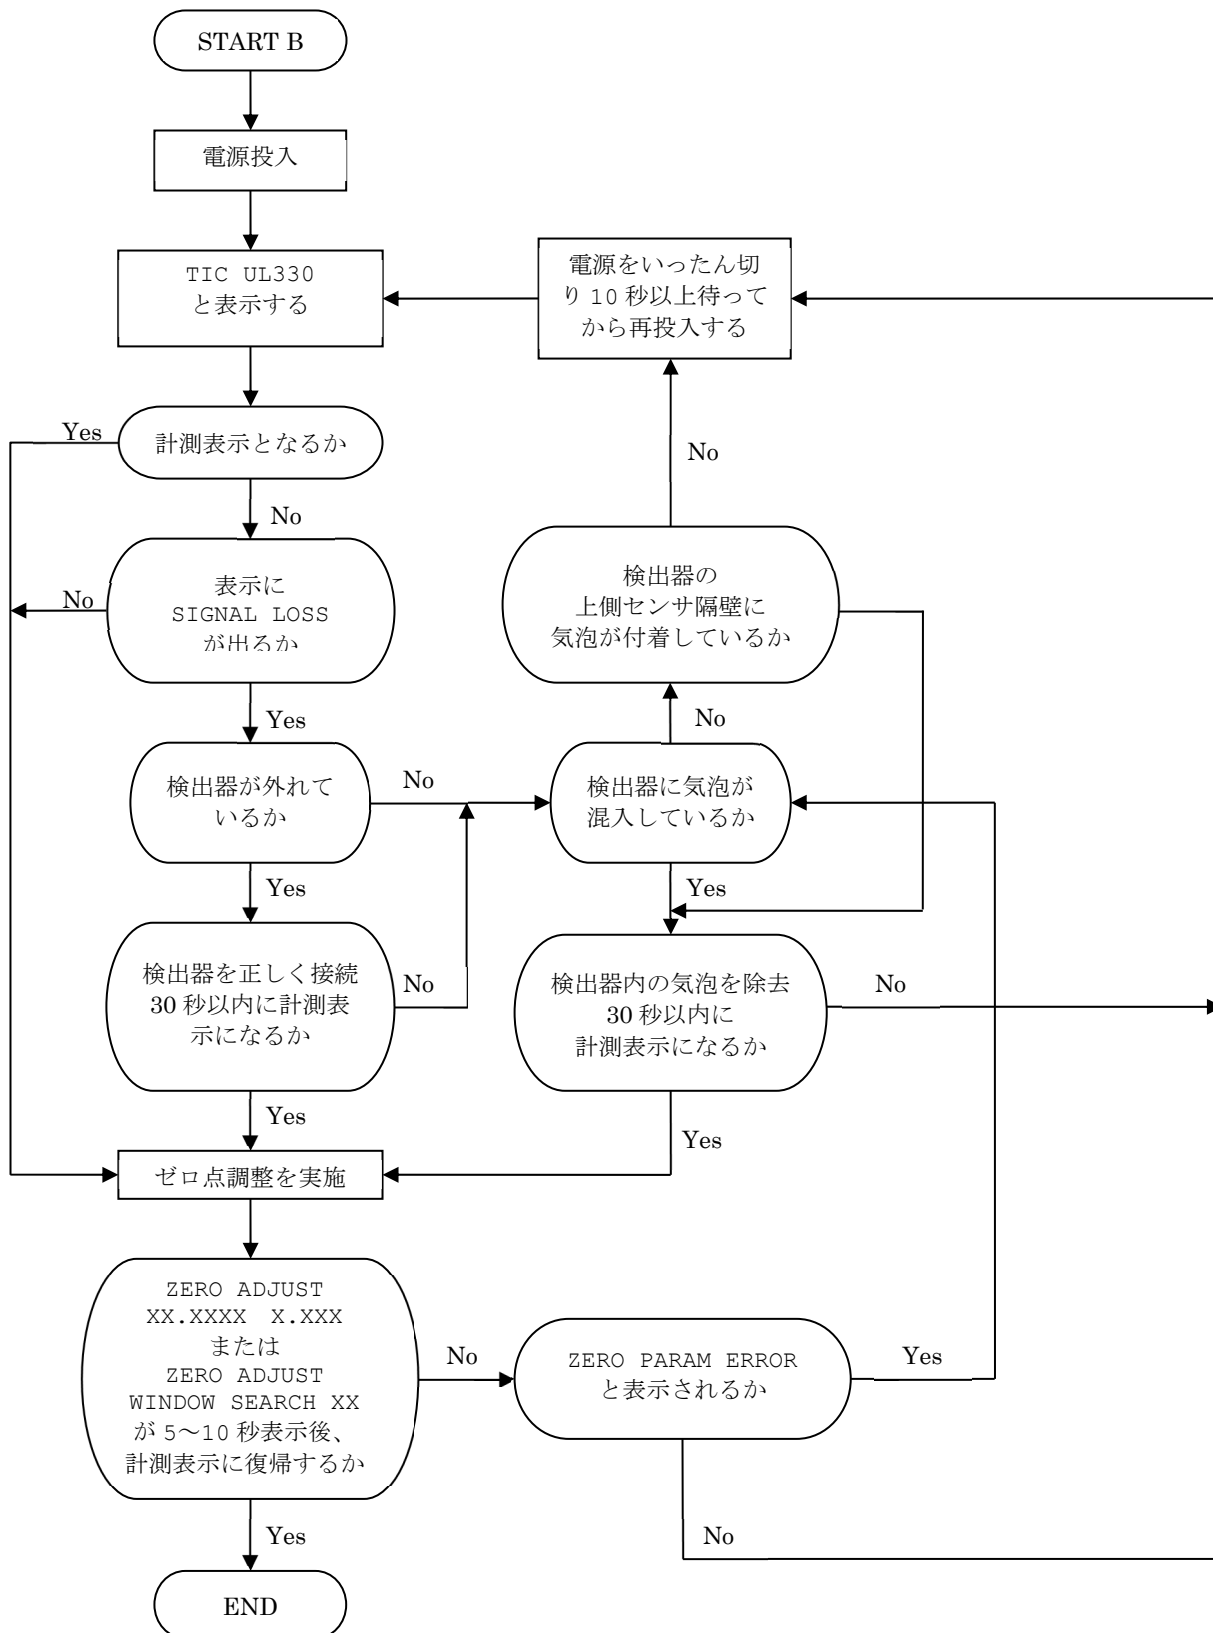 START B
電源投入
TIC UL330
と表示する
電源をいったん切
り 10 秒以上待って
から再投入する
Yes
計測表示となるか
No
No
表示に
SIGNAL LOSS
が出るか
No
検出器の
上側センサ隔壁に
気泡が付着しているか
Yes
No
検出器が外れて
いるか
No
検出器に気泡が
混入しているか
Yes
Yes
検出器を正しく接続
30 秒以内に計測表
示になるか
No
検出器内の気泡を除去
30 秒以内に
計測表示になるか
No
Yes
Yes
ゼロ点調整を実施
ZERO ADJUST
XX.XXXX X.XXX
または
ZERO ADJUST
WINDOW SEARCH XX
が 5～10 秒表示後、
計測表示に復帰するか
No
ZERO PARAM ERROR
と表示されるか
Yes
Yes
No
END